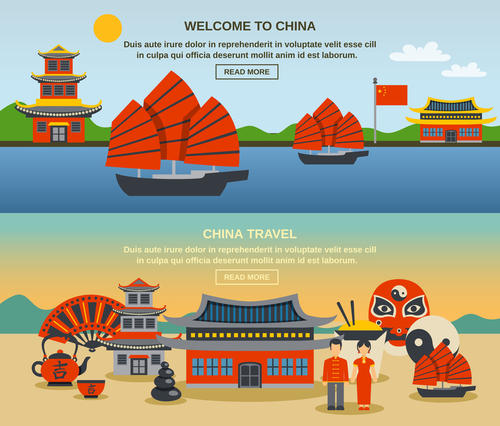 WELCOME TO CHINA
Duis aute irure dolor in reprehenderit in voluptate velit esse cill
in culpa qui officia deserunt mollit anim id est laborum.
READ MORE
CHINA TRAVEL
Duis aute irure dolor in reprehenderit in voluptate velit esse cill
in culpa qui officia deserunt mollit anim id est laborum.
READ MORE
吉
吉